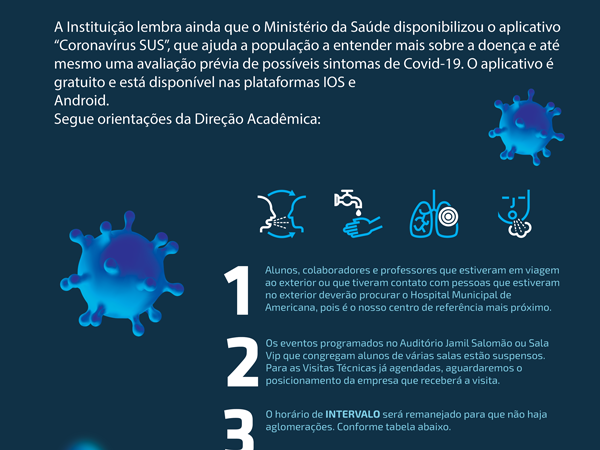 A Instituição lembra ainda que o Ministério da Saúde disponibilizou o aplicativo
“Coronavírus SUS”, que ajuda a população a entender mais sobre a doença e até
mesmo uma avaliação prévia de possíveis sintomas de Covid-19. O aplicativo é
gratuito e está disponível nas plataformas IOS e
Android.
Segue orientações da Direção Acadêmica:
1
Alunos, colaboradores e professores que estiveram em viagem
ao exterior ou que tiveram contato com pessoas que estiveram
no exterior deverão procurar o Hospital Municipal de
Americana, pois é o nosso centro de referência mais próximo.
2
Os eventos programados no Auditório Jamil Salomão ou Sala
Vip que congregam alunos de várias salas estão suspensos.
Para as Visitas Técnicas já agendadas, aguardaremos o
posicionamento da empresa que receberá a visita.
3
O horário de INTERVALO será remanejado para que não haja
aglomerações. Conforme tabela abaixo.